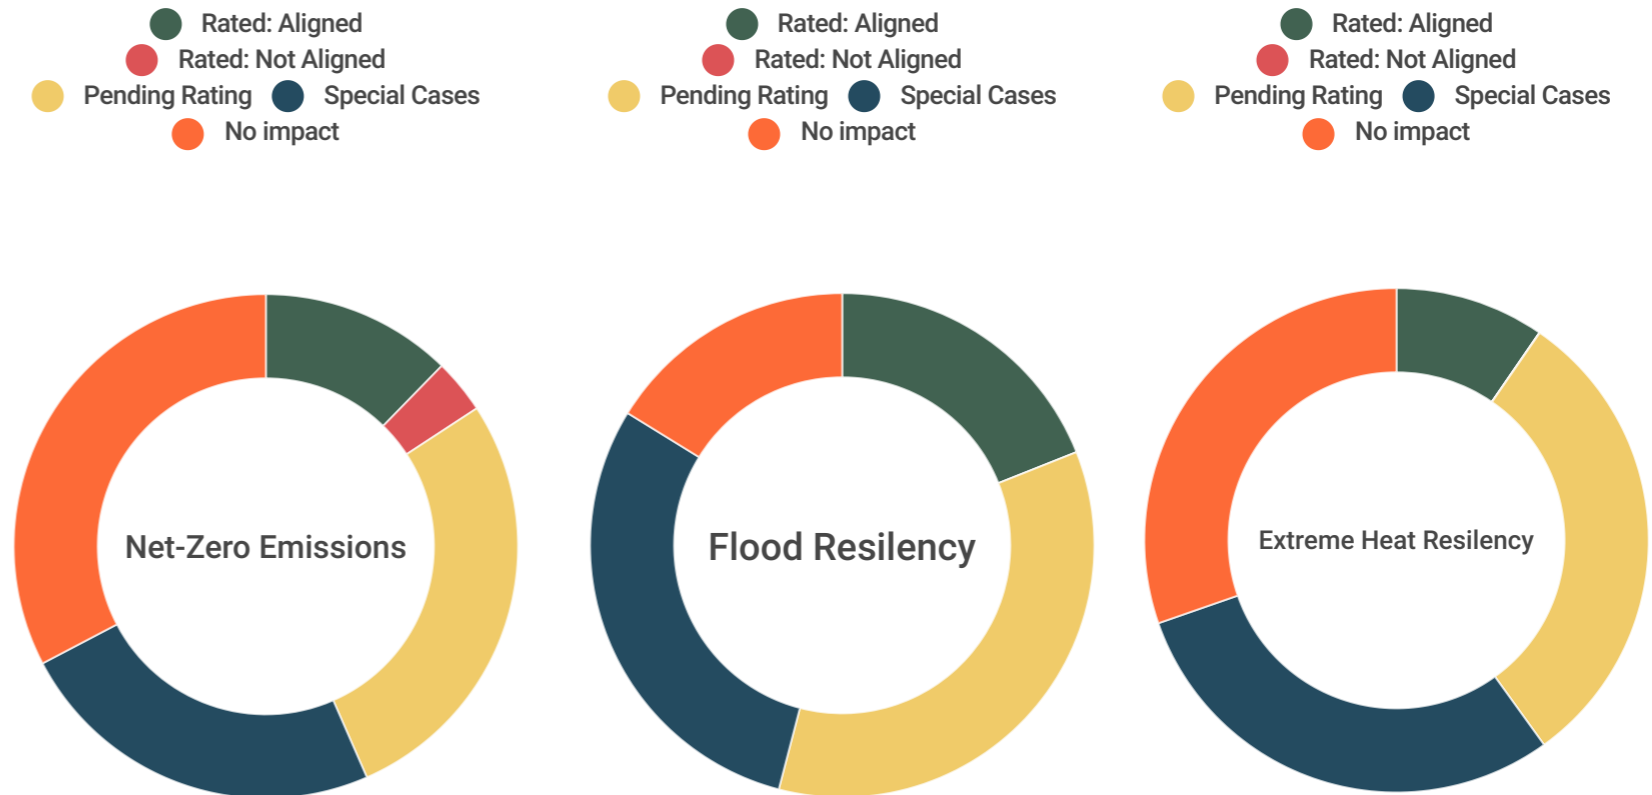 Rated: Aligned
Rated: Not Aligned
Pending Rating Special Cases
No impact
Net-Zero Emissions
Rated: Aligned
Rated: Not Aligned
Pending Rating Special Cases
No impact
Flood Resilency
Rated: Aligned
Rated: Not Aligned
Pending Rating Special Cases
No impact
Extreme Heat Resilency